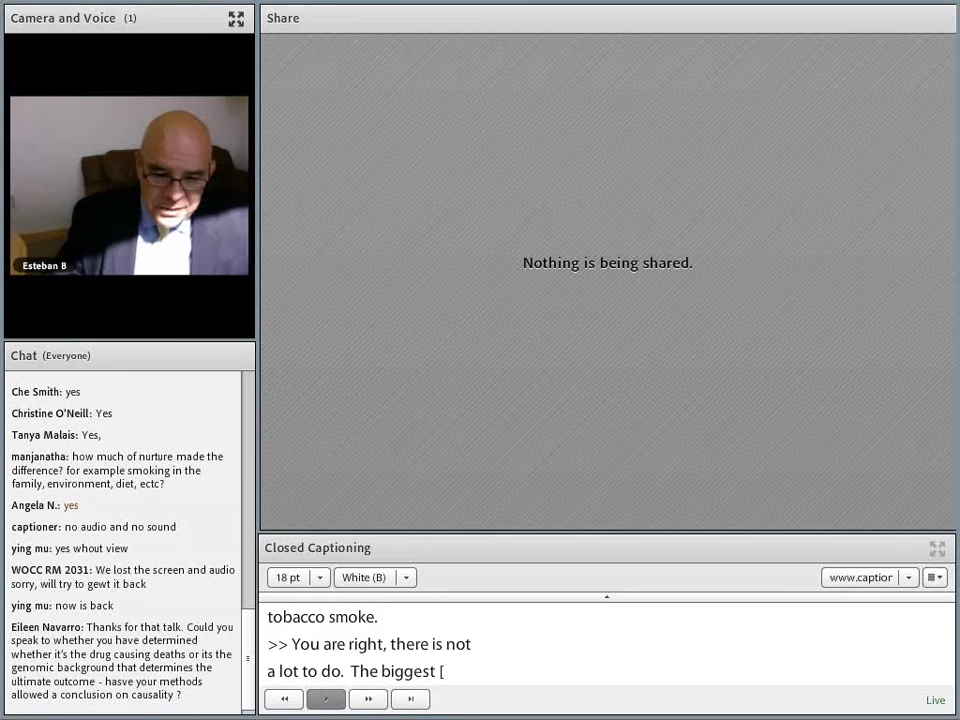 Camera and Voice (1)
Share
Esteban B
Nothing is being shared.
Chat (Everyone)
Che Smith: yes
Christine O'Neill: Yes
Tanya Malais: Yes,
manjanatha: how much of nurture made the
difference? for example smoking in the
family, environment, diet, ectc?
Angela N.: yes
captioner: no audio and no sound
ying mu: yes whout view
WOCC RM 2031: We lost the screen and audio
sorry, will try to gewt it back
ying mu: now is back
Eileen Navarro: Thanks for that talk. Could you
speak to whether you have determined
whether it's the drug causing deaths or its the
genomic background that determines the
ultimate outcome - hasve your methods
allowed a conclusion on causality ?
Closed Captioning
18 pt
White (B)
www.captior
tobacco smoke.
>> You are right, there is not
a lot to do. The biggest [
Live